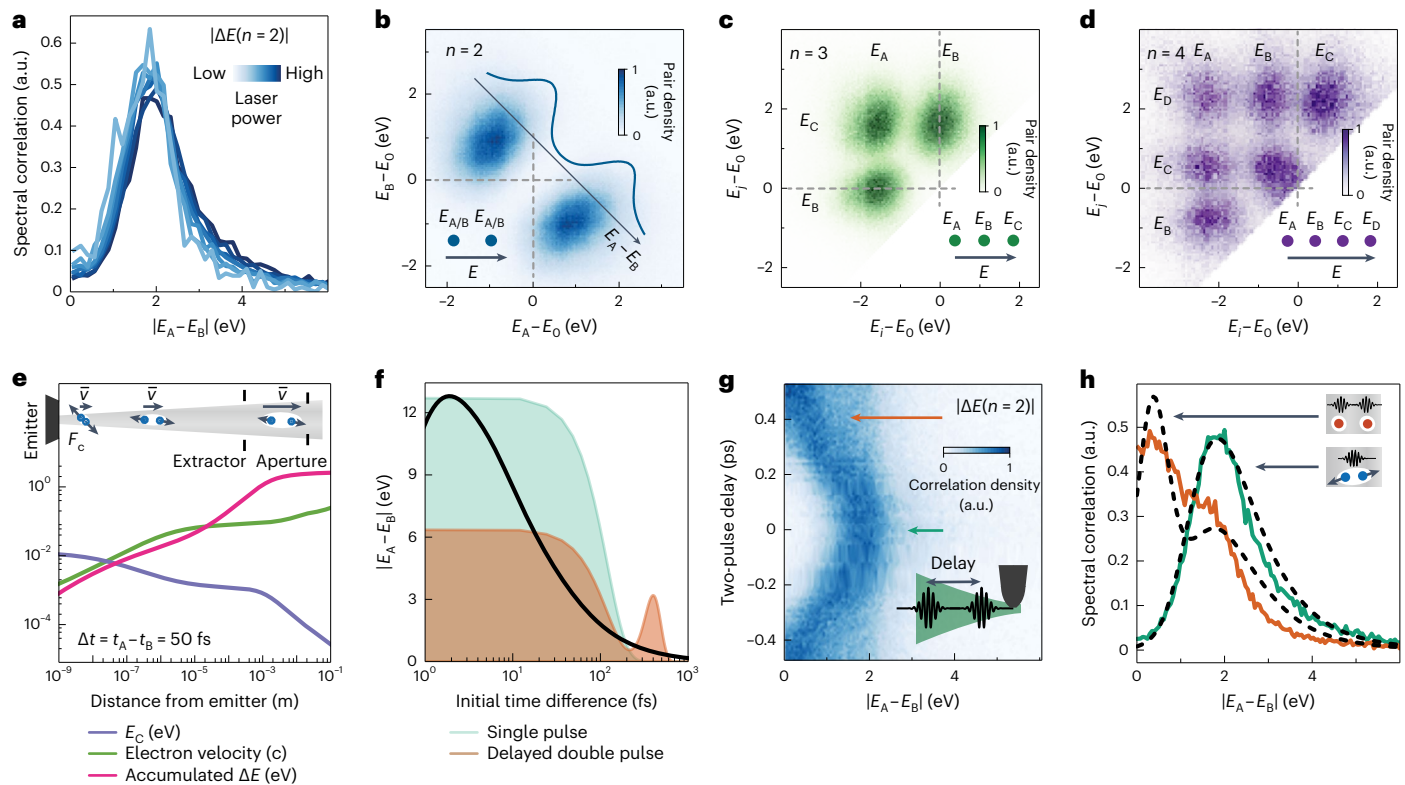 a
|ΔE(n = 2)|
Low High
Laser
power
Spectral correlation (a.u.)
0.6
0.5
0.4
0.3
0.2
0.1
0
0 2 4
|E_A – E_B| (eV)
b
n = 2
1
0
Pair density
(a.u.)
E_B – E_0 (eV)
2
0
–2
E_A/B E_A/B
E
E_A – E_B
–2 0 2
E_A – E_0 (eV)
c
n = 3
E_A E_B
E_C
E_B
1
0
Pair density
(a.u.)
E_j – E_0 (eV)
2
0
–2
E_A E_B E_C
E
–2 0 2
E_i – E_0 (eV)
d
n = 4 E_A E_B E_C
E_D
E_C
E_B
1
0
Pair density
(a.u.)
E_j – E_0 (eV)
2
0
–2
E_A E_B E_C E_D
E
–2 0 2
E_i – E_0 (eV)
e
Emitter
v̅ v̅ v̅
F_c
Extractor Aperture
10⁰
10⁻²
10⁻⁴
Δt = t_A – t_B = 50 fs
10⁻⁹ 10⁻⁷ 10⁻⁵ 10⁻³ 10⁻¹
Distance from emitter (m)
E_C (eV)
Electron velocity (c)
Accumulated ΔE (eV)
f
|E_A – E_B| (eV)
12
9
6
3
0
10⁰ 10¹ 10² 10³
Initial time difference (fs)
Single pulse
Delayed double pulse
g
|ΔE(n = 2)|
0 1
Correlation density
(a.u.)
Two-pulse delay (ps)
0.4
0.2
0
–0.2
–0.4
Delay
0 2 4
|E_A – E_B| (eV)
h
Spectral correlation (a.u.)
0.5
0.4
0.3
0.2
0.1
0
0 2 4
|E_A – E_B| (eV)